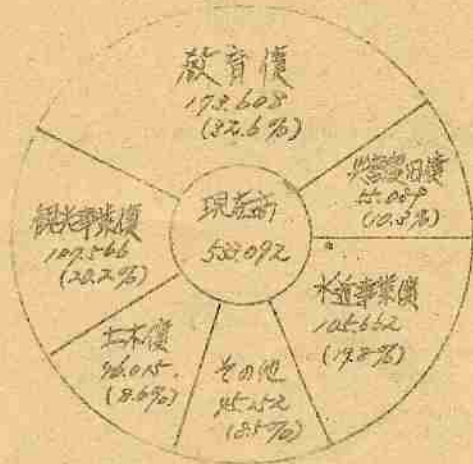 教育債
173.608
(32.6%)
災害復旧債
55.089
(10.3%)
現在高
533.092
観光事業債
107.566
(20.2%)
水道事業債
105.662
(19.8%)
土木債
46.015.
(8.6%)
その他
45.152
(8.5%)